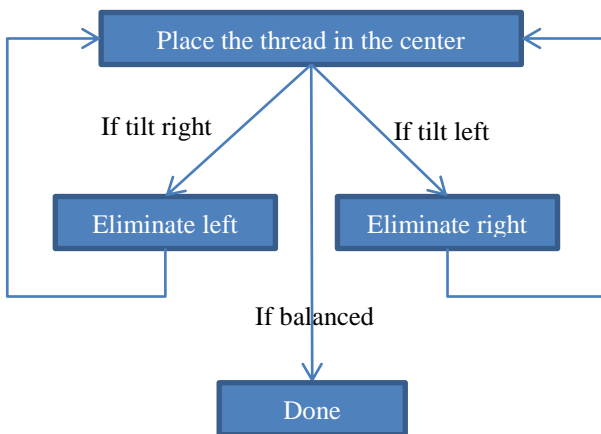 Place the thread in the center
If tilt right
If tilt left
Eliminate left
Eliminate right
If balanced
Done